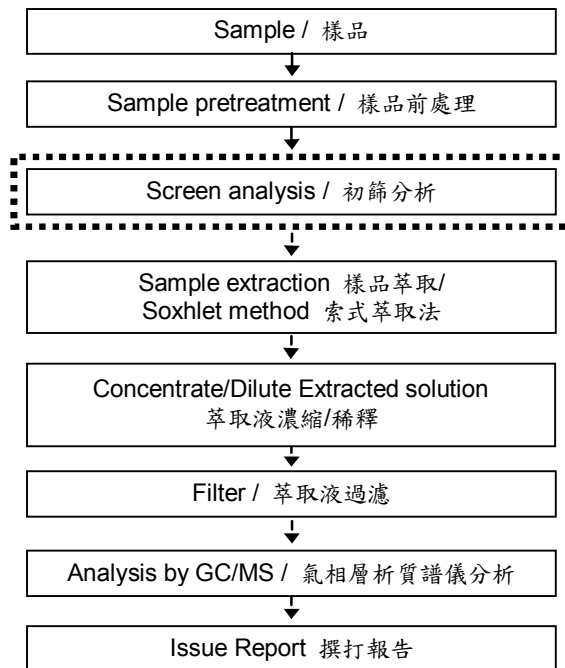 Sample / 樣品
Sample pretreatment / 樣品前處理
Screen analysis / 初篩分析
Sample extraction 樣品萃取/
Soxhlet method 索式萃取法
Concentrate/Dilute Extracted solution
萃取液濃縮/稀釋
Filter / 萃取液過濾
Analysis by GC/MS / 氣相層析質譜儀分析
Issue Report 撰打報告